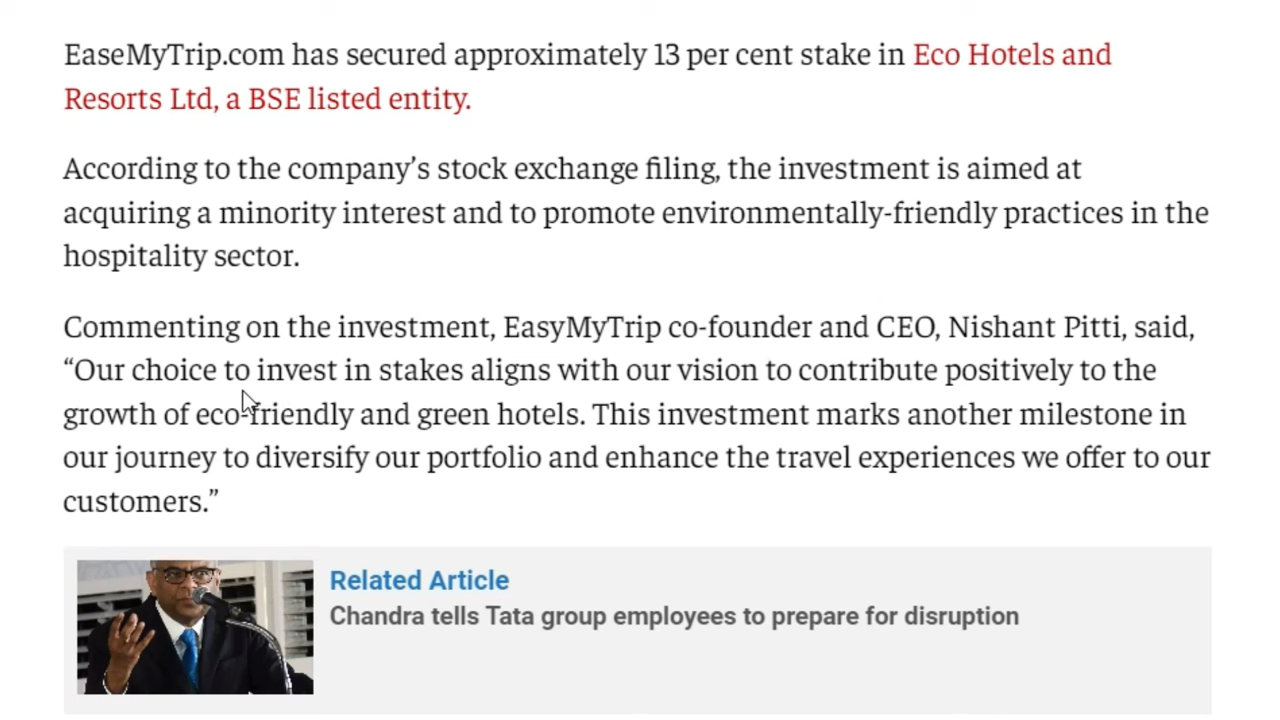 EaseMyTrip.com has secured approximately 13 per cent stake in Eco Hotels and
Resorts Ltd, a BSE listed entity.
According to the company’s stock exchange filing, the investment is aimed at
acquiring a minority interest and to promote environmentally-friendly practices in the
hospitality sector.
Commenting on the investment, EasyMyTrip co-founder and CEO, Nishant Pitti, said,
“Our choice to invest in stakes aligns with our vision to contribute positively to the
growth of eco-friendly and green hotels. This investment marks another milestone in
our journey to diversify our portfolio and enhance the travel experiences we offer to our
customers.”
Related Article
Chandra tells Tata group employees to prepare for disruption